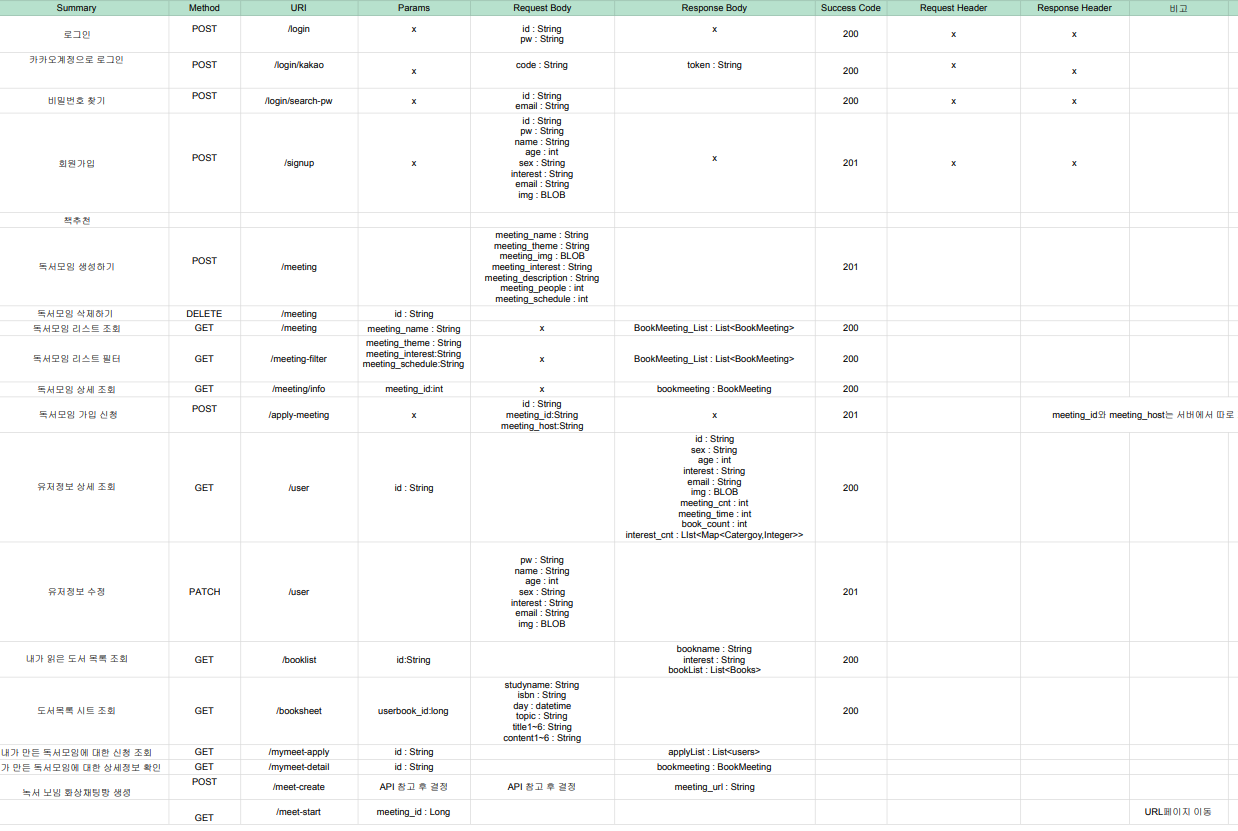 Summary Method URI Params Request Body Response Body Success Code Request Header Response Header 비고
로그인 POST /login x id : String x 200 x x
pw : String
카카오계정으로 로그인 POST /login/kakao x code : String token : String 200 x x
비밀번호 찾기 POST /login/search-pw x id : String 200 x x
email : String
회원가입 POST /signup x id : String x 201 x x
pw : String
name : String
age : int
sex : String
interest : String
email : String
img : BLOB
책추천
독서모임 생성하기 POST /meeting meeting_name : String 201
meeting_theme : String
meeting_img : BLOB
meeting_interest : String
meeting_description : String
meeting_people : int
meeting_schedule : int
독서모임 삭제하기 DELETE /meeting id : String
독서모임 리스트 조회 GET /meeting meeting_name : String x BookMeeting_List : List<BookMeeting> 200
독서모임 리스트 필터 GET /meeting-filter meeting_theme : String x BookMeeting_List : List<BookMeeting> 200
meeting_interest:String
meeting_schedule:String
독서모임 상세 조회 GET /meeting/info meeting_id:int x bookmeeting : BookMeeting 200
독서모임 가입 신청 POST /apply-meeting x id : String x 201 meeting_id와 meeting_host는 서버에서 따로
meeting_id:String
meeting_host:String
유저정보 상세 조회 GET /user id : String id : String 200
sex : String
age : int
interest : String
email : String
img : BLOB
meeting_cnt : int
meeting_time : int
book_count : int
interest_cnt : LIst<Map<Catergoy,Integer>>
유저정보 수정 PATCH /user pw : String 201
name : String
age : int
sex : String
interest : String
email : String
img : BLOB
내가 읽은 도서 목록 조회 GET /booklist id:String bookname : String 200
interest : String
bookList : List<Books>
도서목록 시트 조회 GET /booksheet userbook_id:long studyname: String 200
isbn : String
day : datetime
topic : String
title1~6: String
content1~6 : String
내가 만든 독서모임에 대한 신청 조회 GET /mymeet-apply id : String applyList : List<users>
가 만든 독서모임에 대한 상세정보 확인 GET /mymeet-detail id : String bookmeeting : BookMeeting
POST /meet-create API 참고 후 결정 API 참고 후 결정 meeting_url : String
GET /meet-start meeting_id : Long URL페이지 이동